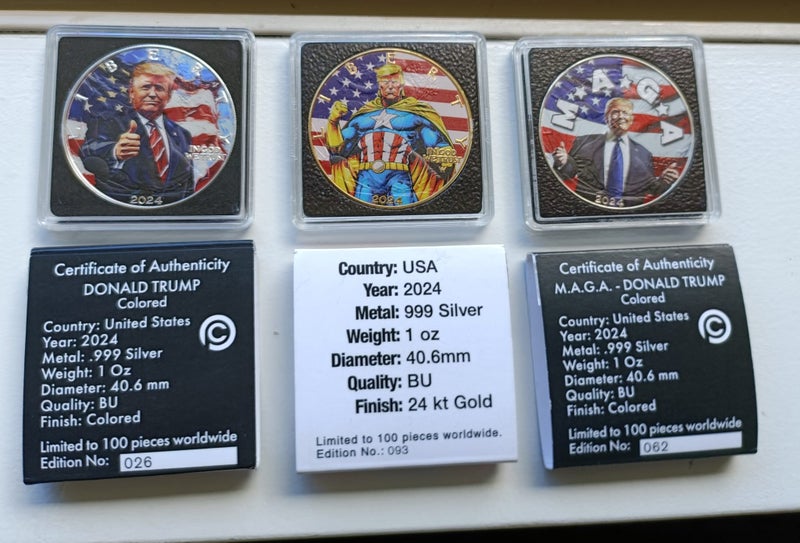 LIBERTY
IN GOD
WE TRUST
2024
LIBERTY
IN GOD
WE TRUST
2024
M.A.G.A
2024
Certificate of Authenticity
DONALD TRUMP
Colored
Country: United States
Year: 2024
Metal: .999 Silver
Weight: 1 Oz
Diameter: 40.6 mm
Quality: BU
Finish: Colored
Limited to 100 pieces worldwide
Edition No: 026
Country: USA
Year: 2024
Metal: 999 Silver
Weight: 1 oz
Diameter: 40.6mm
Quality: BU
Finish: 24 kt Gold
Limited to 100 pieces worldwide.
Edition No.: 093
Certificate of Authenticity
M.A.G.A. - DONALD TRUMP
Colored
Country: United States
Year: 2024
Metal: .999 Silver
Weight: 1 Oz
Diameter: 40.6 mm
Quality: BU
Finish: Colored
Limited to 100 pieces worldwide
Edition No: 062